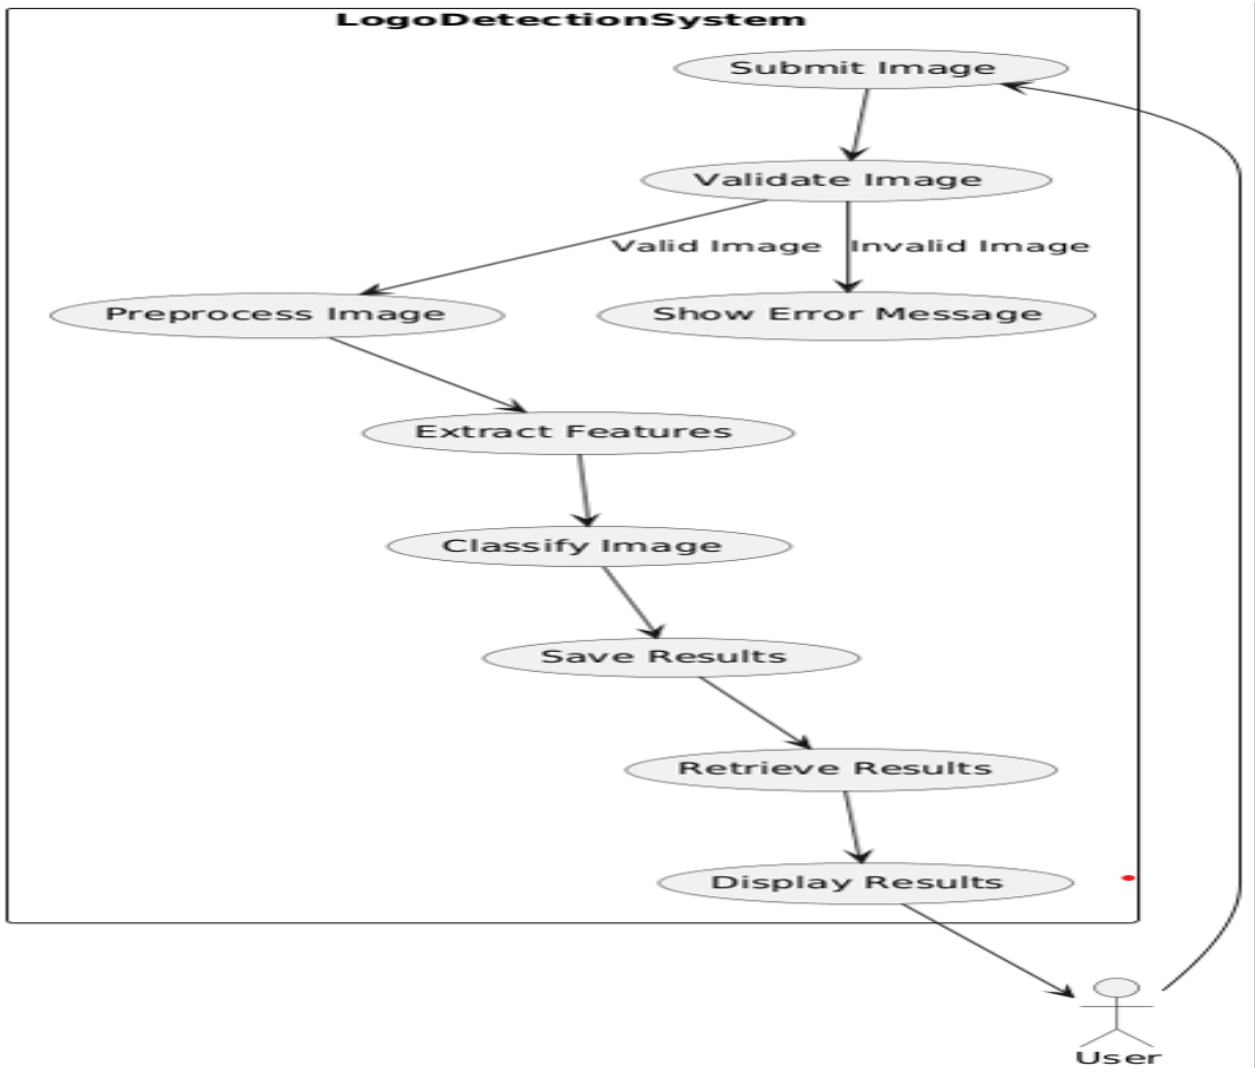 LogoDetectionSystem
Submit Image
Validate Image
Valid Image
Invalid Image
Preprocess Image
Show Error Message
Extract Features
Classify Image
Save Results
Retrieve Results
Display Results
User